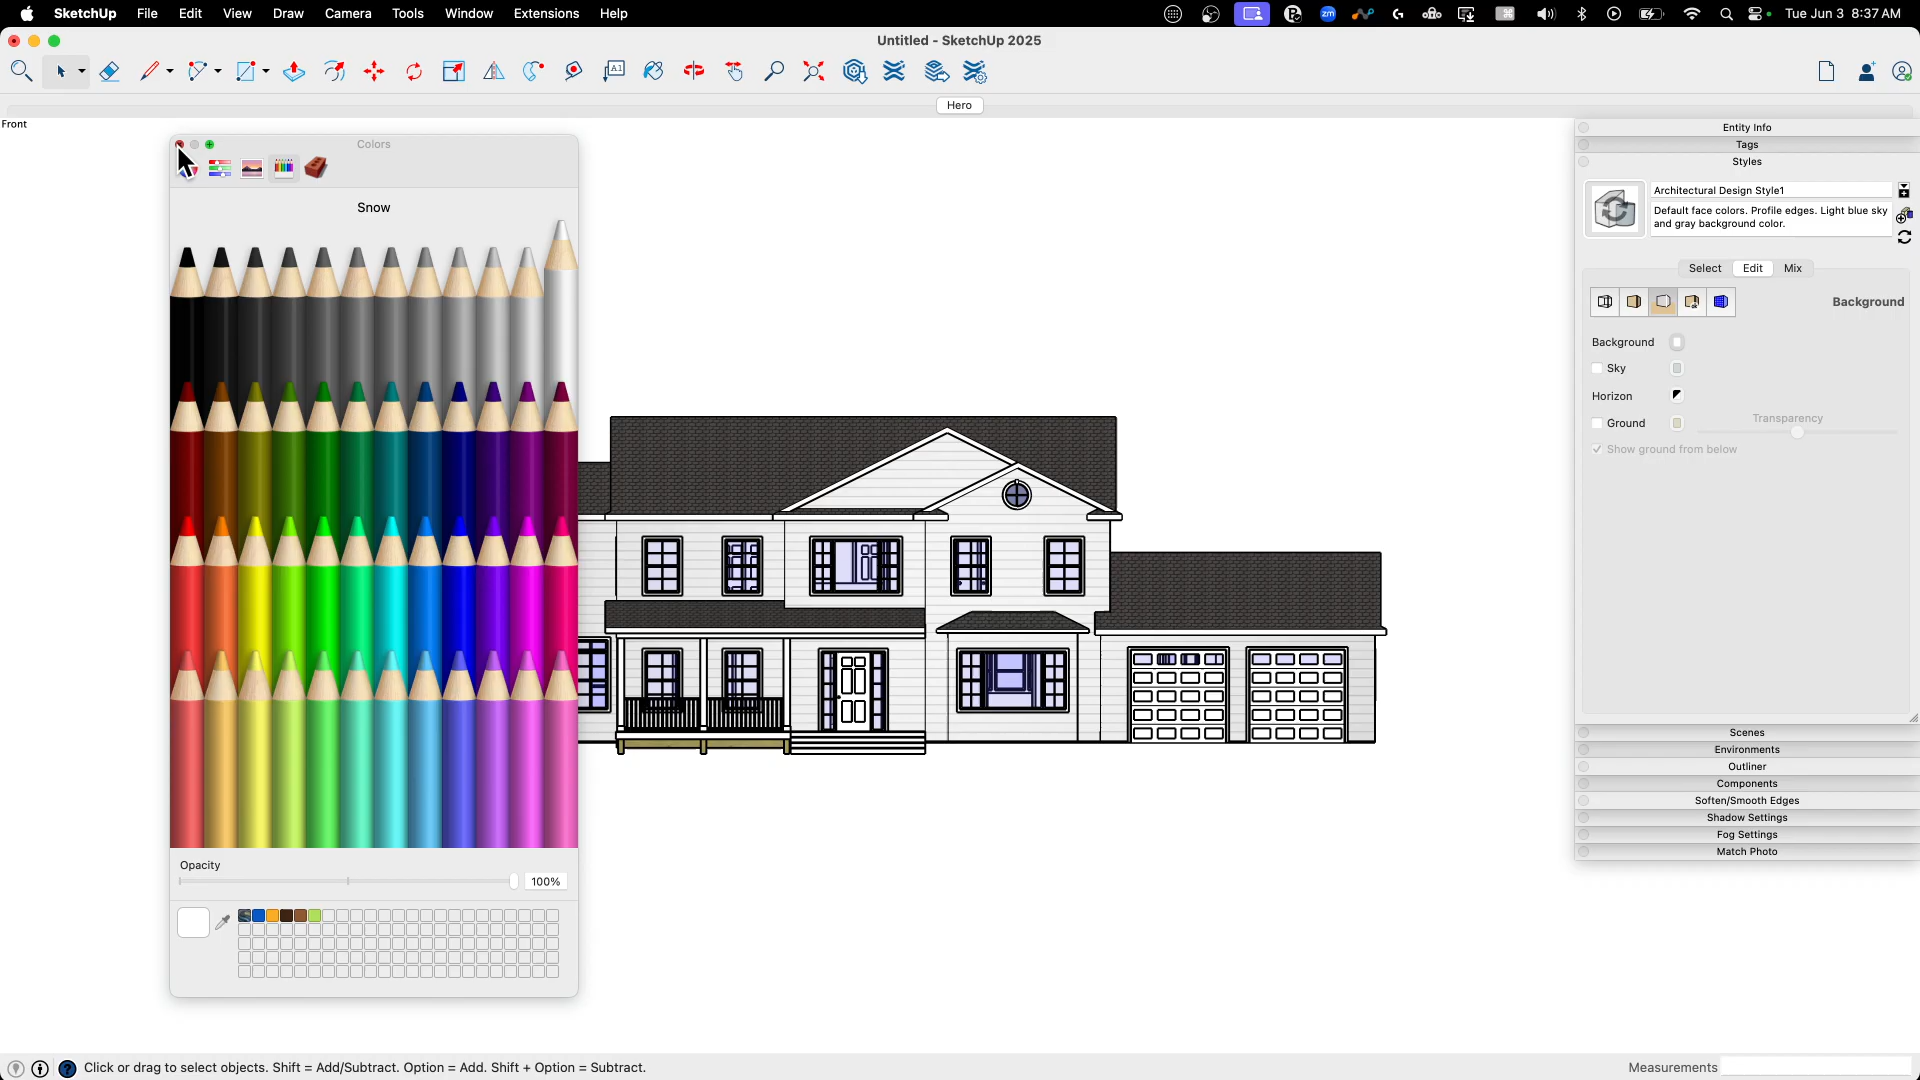 SketchUp File Edit View Draw Camera Tools Window Extensions Help
zm
Tue Jun 3 8:37 AM
Untitled - SketchUp 2025
A1
Hero
Front
Colors
Snow
Opacity
100%
Entity Info
Tags
Styles
Architectural Design Style1
Default face colors. Profile edges. Light blue sky
and gray background color.
Select Edit Mix
Background
Background
Sky
Horizon
Ground
Transparency
Show ground from below
Scenes
Environments
Outliner
Components
Soften/Smooth Edges
Shadow Settings
Fog Settings
Match Photo
Click or drag to select objects. Shift = Add/Subtract. Option = Add. Shift + Option = Subtract.
Measurements